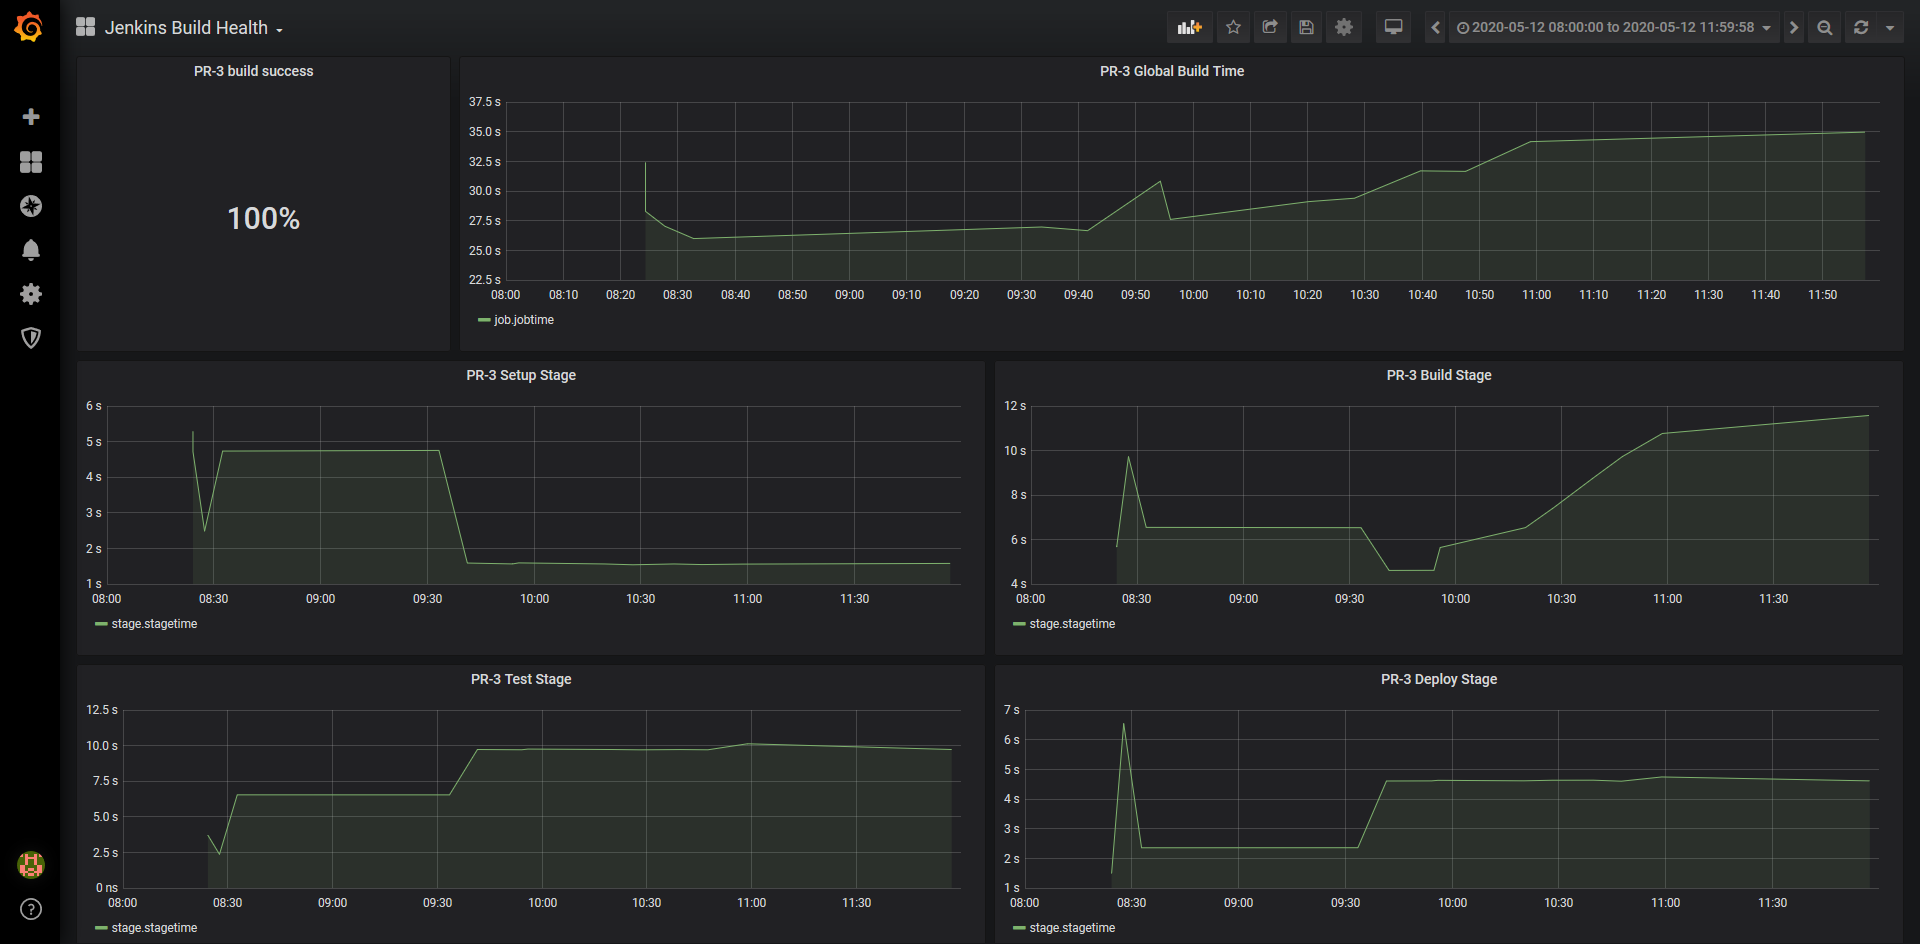 Jenkins Build Health
2020-05-12 08:00:00 to 2020-05-12 11:59:58
PR-3 build success
100%
PR-3 Global Build Time
37.5 s
35.0 s
32.5 s
30.0 s
27.5 s
25.0 s
22.5 s
08:00 08:10 08:20 08:30 08:40 08:50 09:00 09:10 09:20 09:30 09:40 09:50 10:00 10:10 10:20 10:30 10:40 10:50 11:00 11:10 11:20 11:30 11:40 11:50
job.jobtime
PR-3 Setup Stage
6 s
5 s
4 s
3 s
2 s
1 s
08:00 08:30 09:00 09:30 10:00 10:30 11:00 11:30
stage.stagetime
PR-3 Build Stage
12 s
10 s
8 s
6 s
4 s
08:00 08:30 09:00 09:30 10:00 10:30 11:00 11:30
stage.stagetime
PR-3 Test Stage
12.5 s
10.0 s
7.5 s
5.0 s
2.5 s
0 ns
08:00 08:30 09:00 09:30 10:00 10:30 11:00 11:30
stage.stagetime
PR-3 Deploy Stage
7 s
6 s
5 s
4 s
3 s
2 s
1 s
08:00 08:30 09:00 09:30 10:00 10:30 11:00 11:30
stage.stagetime